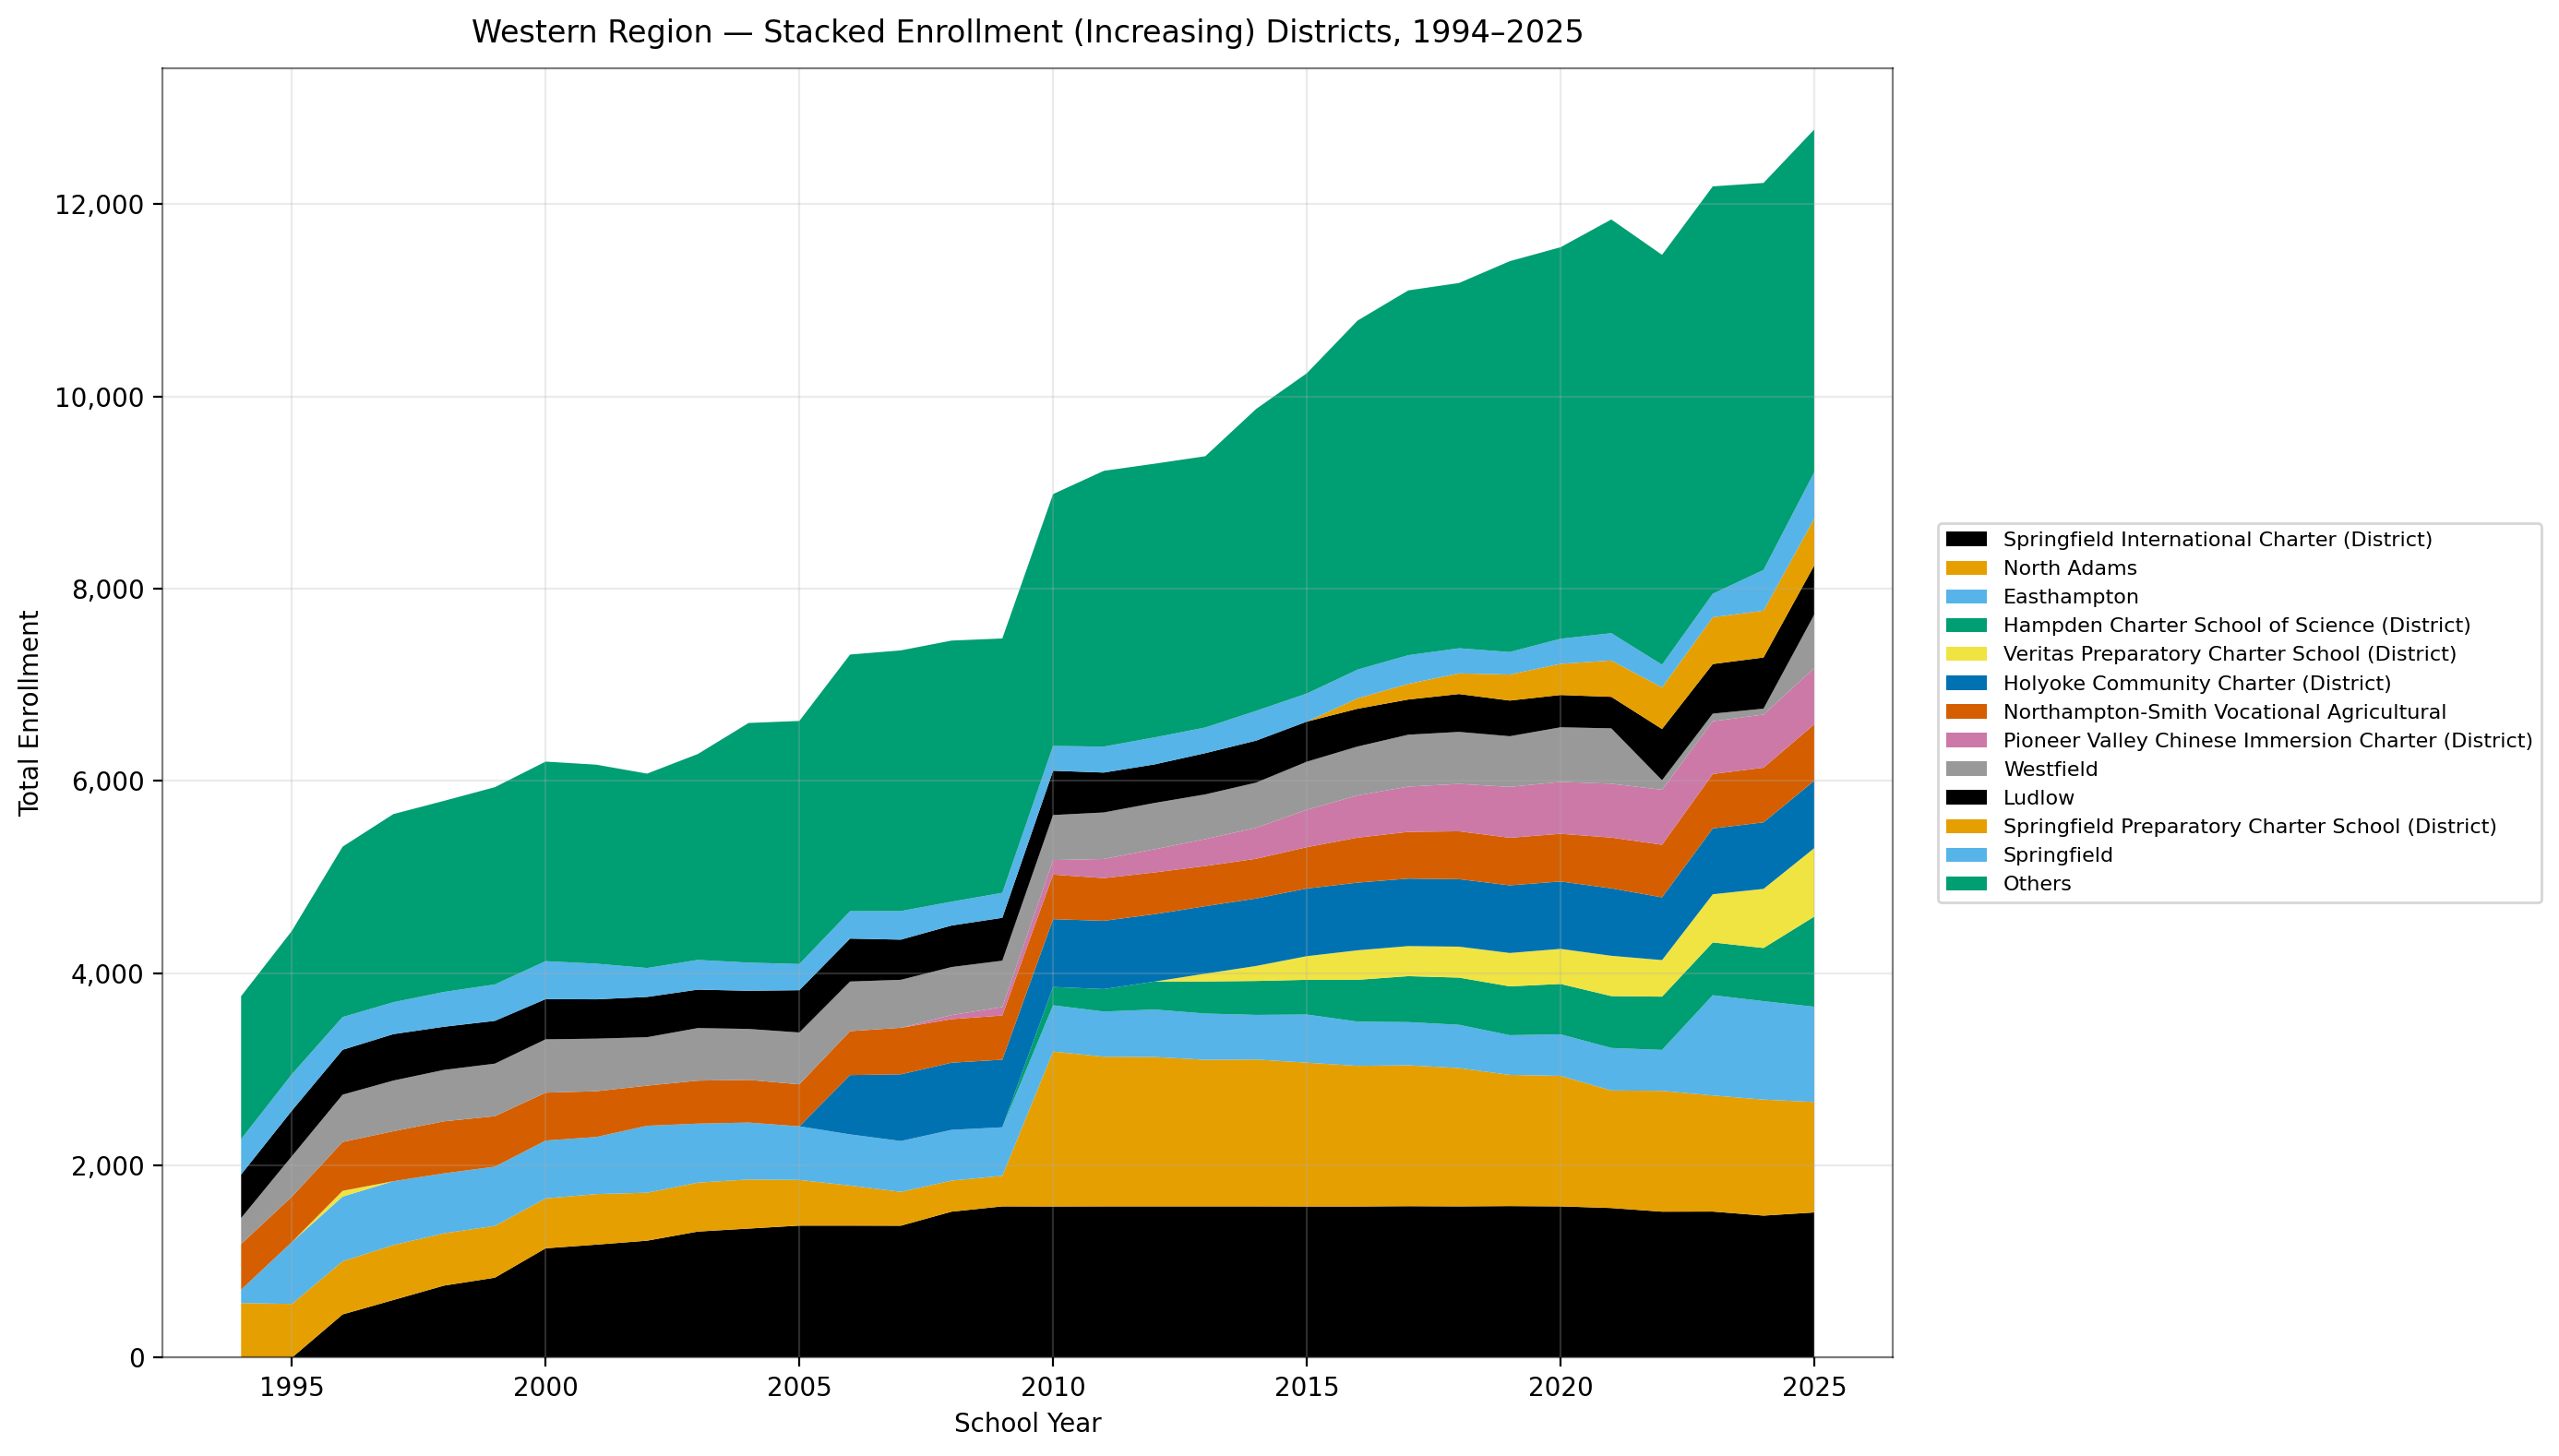 Western Region — Stacked Enrollment (Increasing) Districts, 1994–2025
Total Enrollment
12,000
10,000
8,000
6,000
4,000
2,000
0
1995
2000
2005
2010
2015
2020
2025
School Year
Springfield International Charter (District)
North Adams
Easthampton
Hampden Charter School of Science (District)
Veritas Preparatory Charter School (District)
Holyoke Community Charter (District)
Northampton-Smith Vocational Agricultural
Pioneer Valley Chinese Immersion Charter (District)
Westfield
Ludlow
Springfield Preparatory Charter School (District)
Springfield
Others